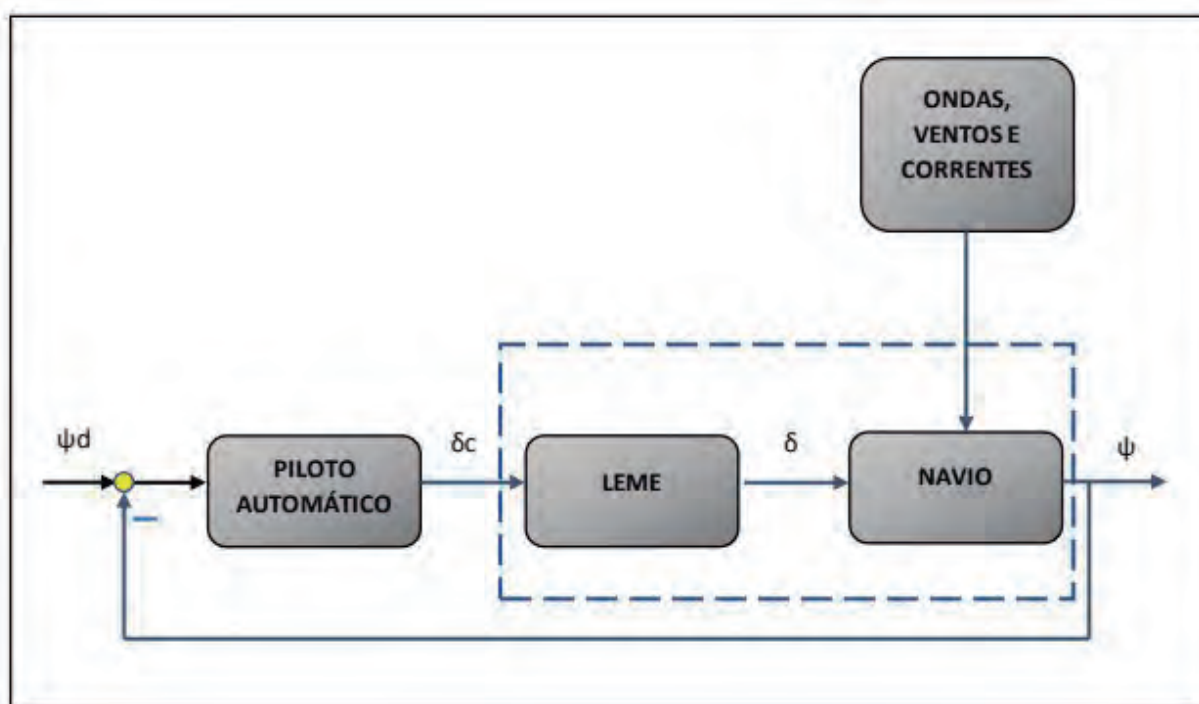 ONDAS,
VENTOS E
CORRENTES
ψd
PILOTO
AUTOMÁTICO
δc
LEME
δ
NAVIO
ψ
−